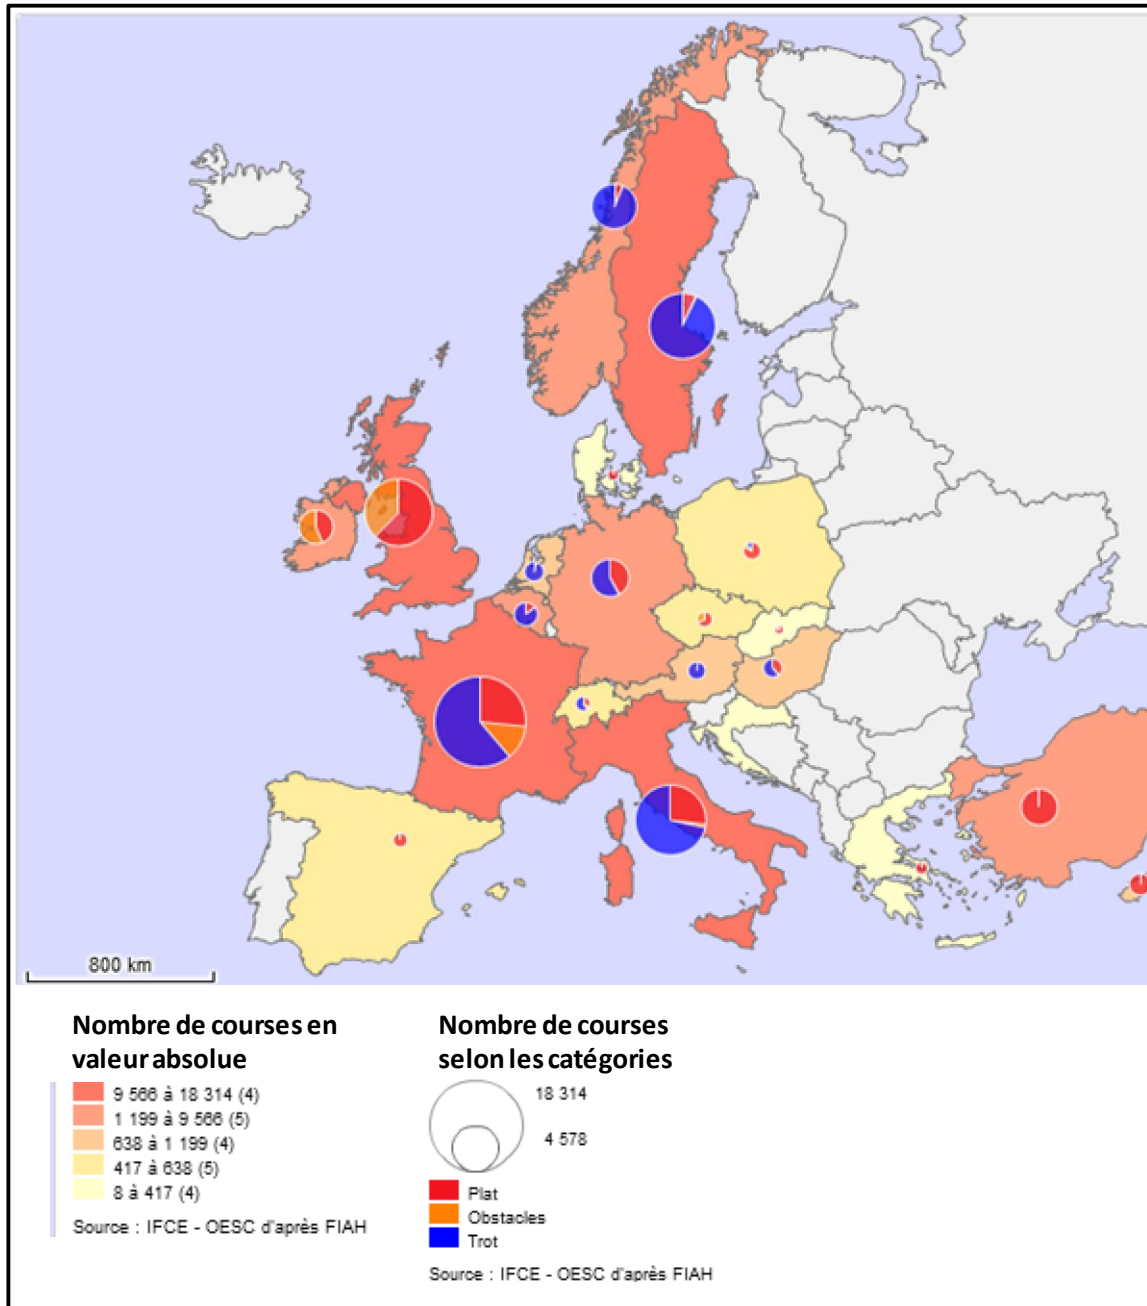 800 km
Nombre de courses en
valeur absolue
9 566 à 18 314 (4)
1 199 à 9 566 (5)
638 à 1 199 (4)
417 à 638 (5)
8 à 417 (4)
Source : IFCE - OESC d'après FIAH
Nombre de courses
selon les catégories
18 314
4 578
Plat
Obstacles
Trot
Source : IFCE - OESC d'après FIAH